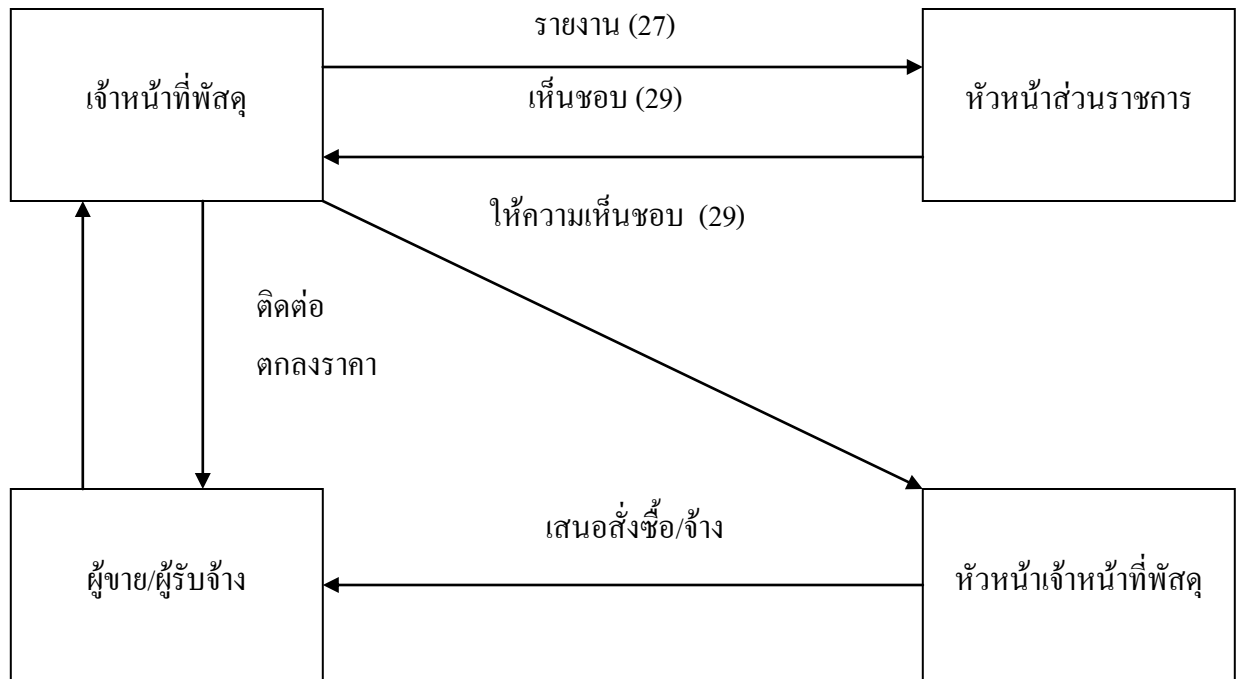 รายงาน (27)
เจ้าหน้าที่พัสดุ
เห็นชอบ (29)
หัวหน้าส่วนราชการ
ให้ความเห็นชอบ (29)
ติดต่อ
ตกลงราคา
เสนอสั่งซื้อ/จ้าง
ผู้ขาย/ผู้รับจ้าง
หัวหน้าเจ้าหน้าที่พัสดุ